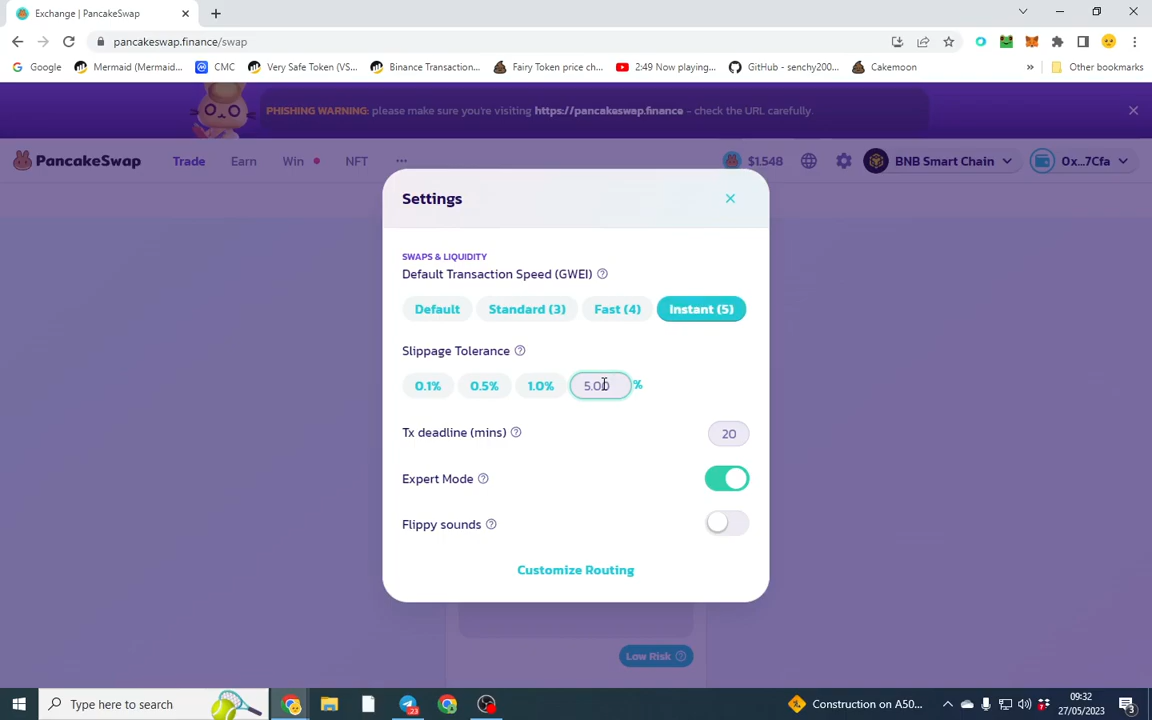 Exchange | PancakeSwap
pancakeswap.finance/swap
Google
Mermaid (Mermaid...
CMC
Very Safe Token (VS...
Binance Transaction...
Fairy Token price ch...
2:49 Now playing...
GitHub - senchy200...
Cakemoon
»
Other bookmarks
PHISHING WARNING: please make sure you're visiting https://pancakeswap.finance - check the URL carefully.
PancakeSwap
Trade
Earn
Win
NFT
$1.548
BNB Smart Chain
0x...7Cfa
Settings
SWAPS & LIQUIDITY
Default Transaction Speed (GWEI)
Default
Standard (3)
Fast (4)
Instant (5)
Slippage Tolerance
0.1%
0.5%
1.0%
5.00
%
Tx deadline (mins)
20
Expert Mode
Flippy sounds
Customize Routing
Low Risk
Type here to search
23
Construction on A50...
09:32
27/05/2023
3